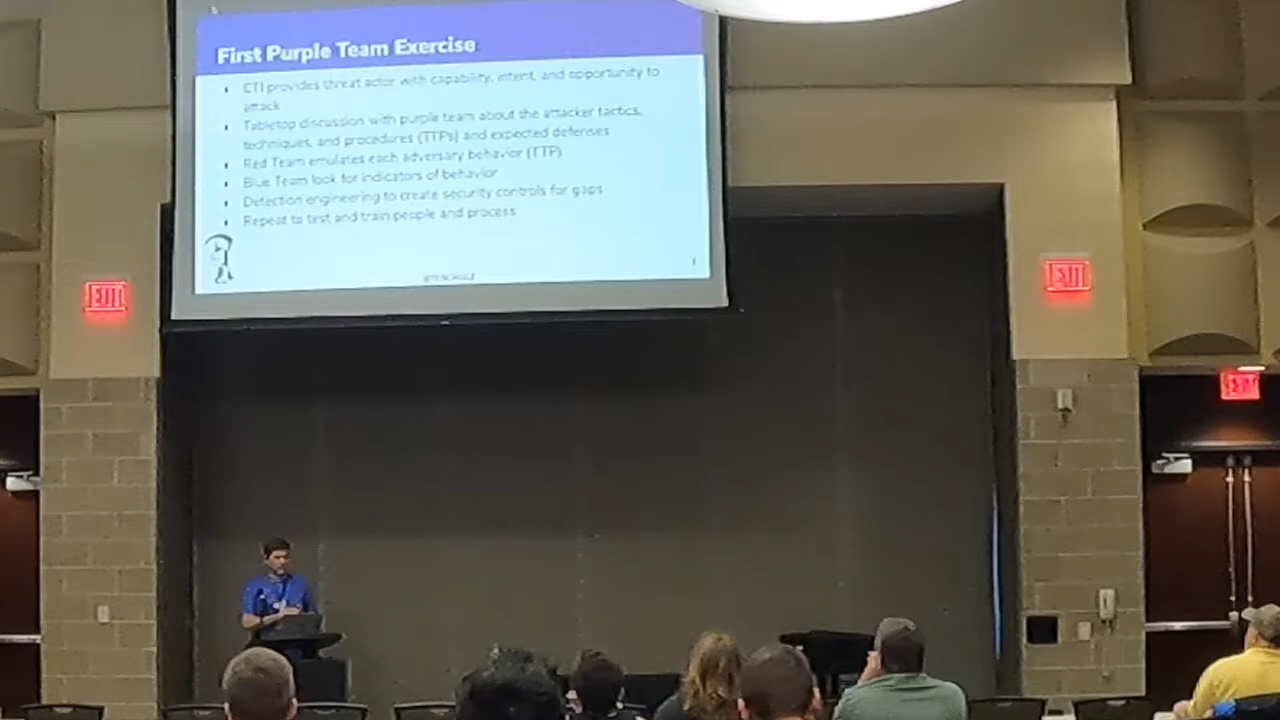 First Purple Team Exercise
CTI provides threat actor with capability, intent, and opportunity to
attack
Tabletop discussion with purple team about the attacker tactics,
techniques, and procedures (TTPs) and expected defenses
Red Team emulates each adversary behavior (TTP)
Blue Team look for indicators of behavior
Detection engineering to create security controls for gaps
Repeat to test and train people and process
EXIT
EXIT
EXIT